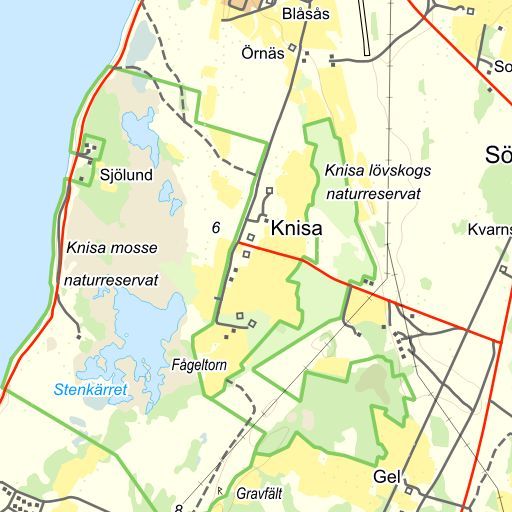 Blåsås
Örnäs
So
Sö
Knisa lövskogs
naturreservat
Sjölund
6
Knisa
Kvarns
Knisa mosse
naturreservat
Fågeltorn
Stenkärret
Gel
Gravfält
R
8